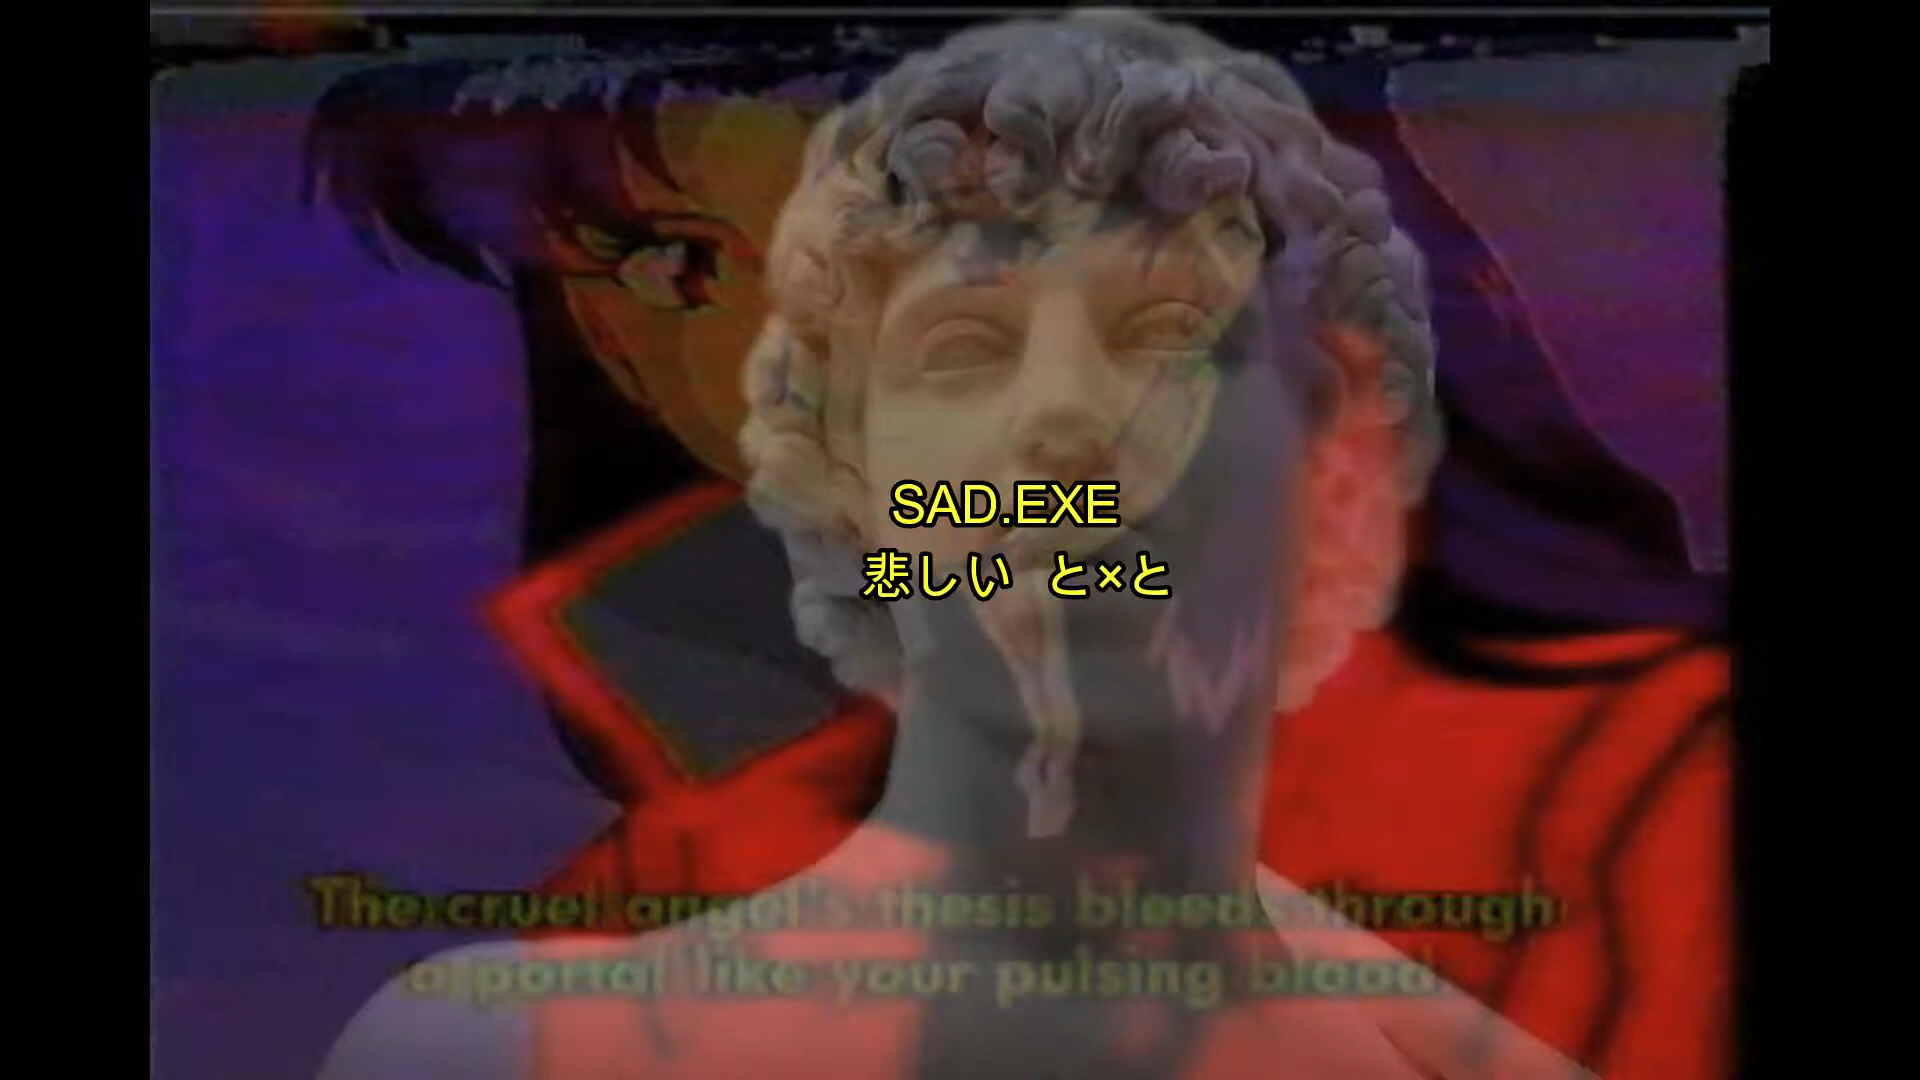 SAD.EXE
悲しい と×と
The cruel angel's thesis bleeds through
a portal like your pulsing blood.